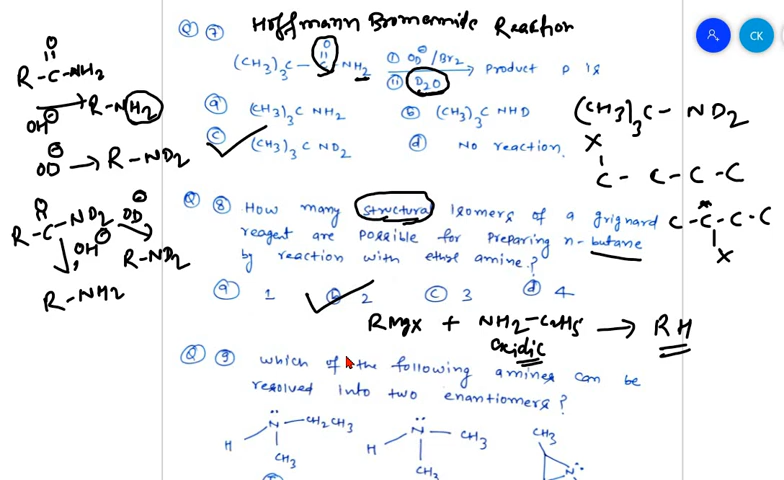 Hoffmann Bromamide Reaction
Q 7 (CH3)3C - C - NH2 (i) OD⊖/Br2 Product P is
O
(ii) D2O
(a) (CH3)3C NH2 (b) (CH3)3C NHD
(c) (CH3)3C ND2 (d) No reaction.
O
R-C-NH2
→ R-NH2
OH⊖
OD⊖ → R-ND2
O
R-C-ND2 OD⊖ →
, OH⊖
R-ND2
R-NH2
(CH3)3C - ND2
X
C - C - C - C
C - C* - C - C
X
Q 8 How many structural Isomers of a grignard
reagent are possible for preparing n-butane
by reaction with ethyl amine.?
(a) 1 (b) 2 (c) 3 (d) 4
RMgX + NH2-C2H5 → RH
acidic
Q 9 which of the following amines can be
resolved into two enantiomers?
H N CH2CH3 CH3
H N CH3 CH3
CH3 N
CK